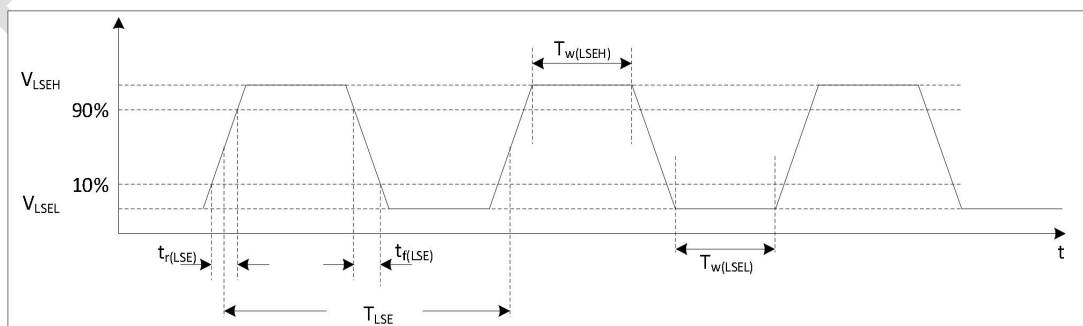 T_w(LSEH)
V_LSEH
90%
10%
V_LSEL
t_r(LSE)
t_f(LSE)
T_w(LSEL)
t
T_LSE